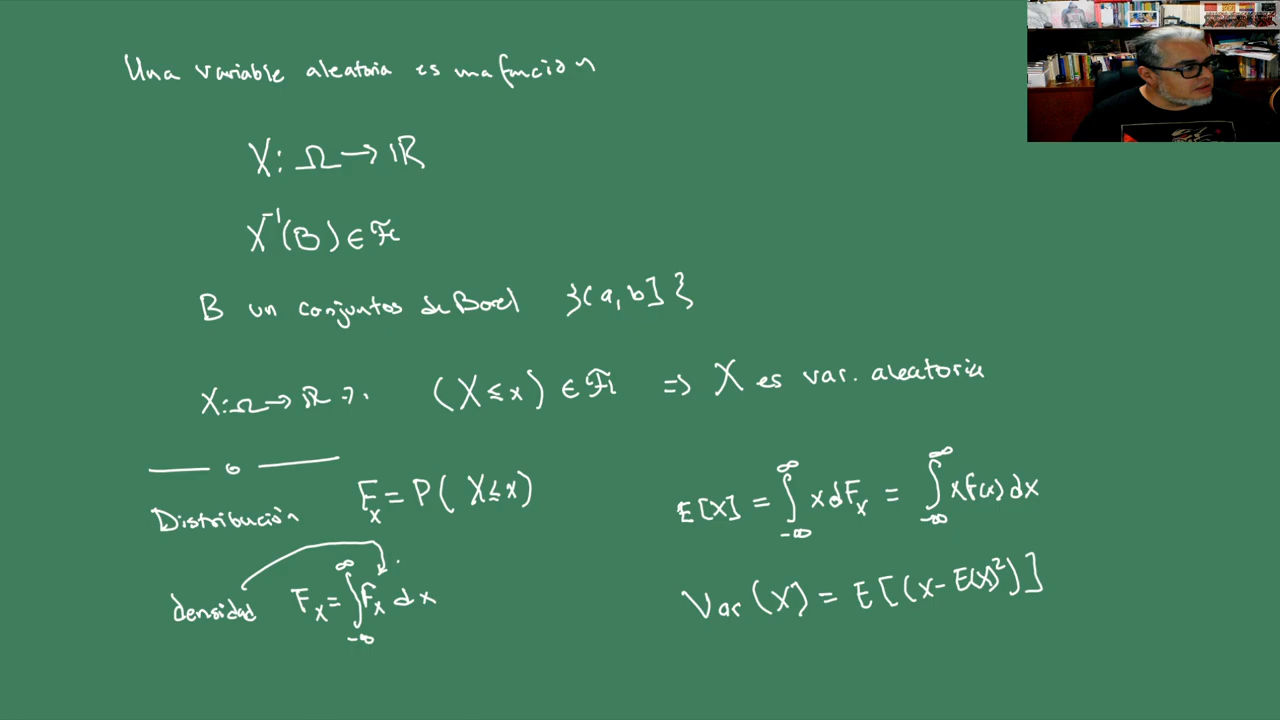 Una variable aleatoria es una función
X: Ω → ℝ
X⁻¹(B) ∈ ℱ
B un conjuntos de Borel {(a, b]}
X: Ω → ℝ ⇒. (X ≤ x) ∈ ℱ ⇒ X es var. aleatoria
Distribución F_x = P( X ≤ x)
densidad F_x = ∫_{-∞}^{∞} F_x dx
E[X] = ∫_{-∞}^{∞} x dF_x = ∫_{-∞}^{∞} x f(x) dx
Var(X) = E[(X - E(X)²)]